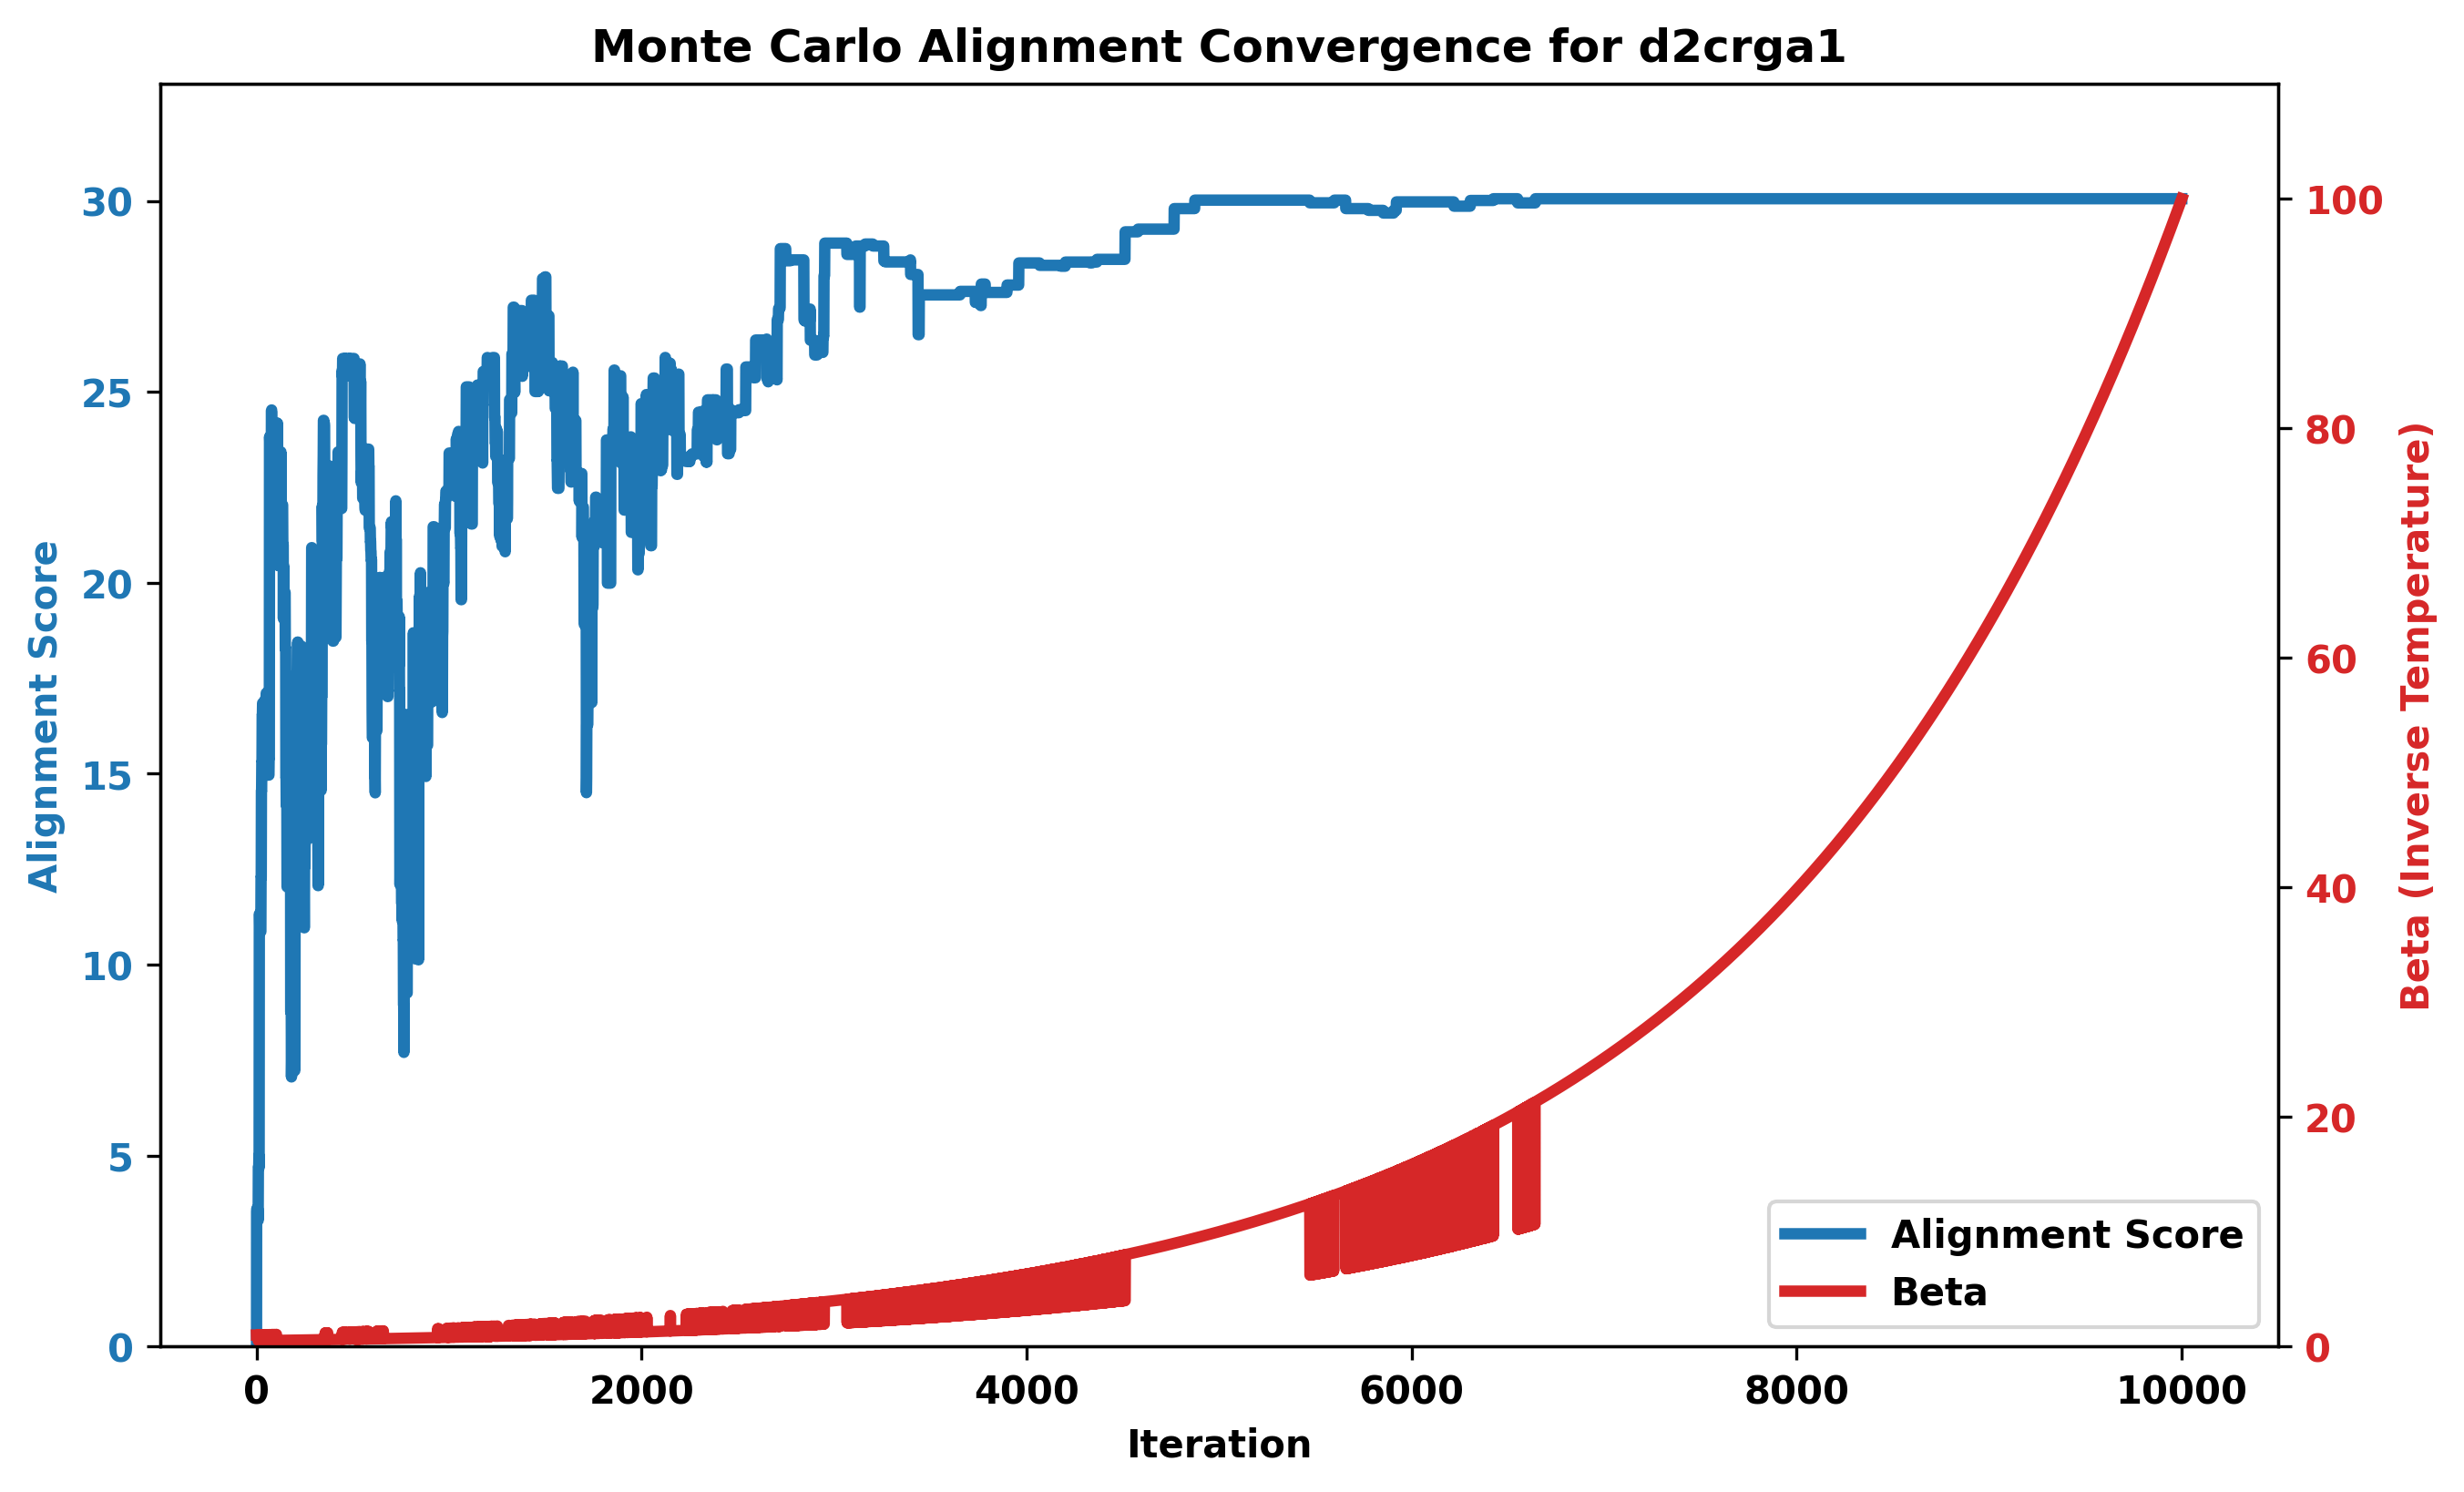 Monte Carlo Alignment Convergence for d2crga1
Alignment Score
30
25
20
15
10
5
0
100
80
60
40
20
0
Beta (Inverse Temperature)
Alignment Score
Beta
0 2000 4000 6000 8000 10000
Iteration